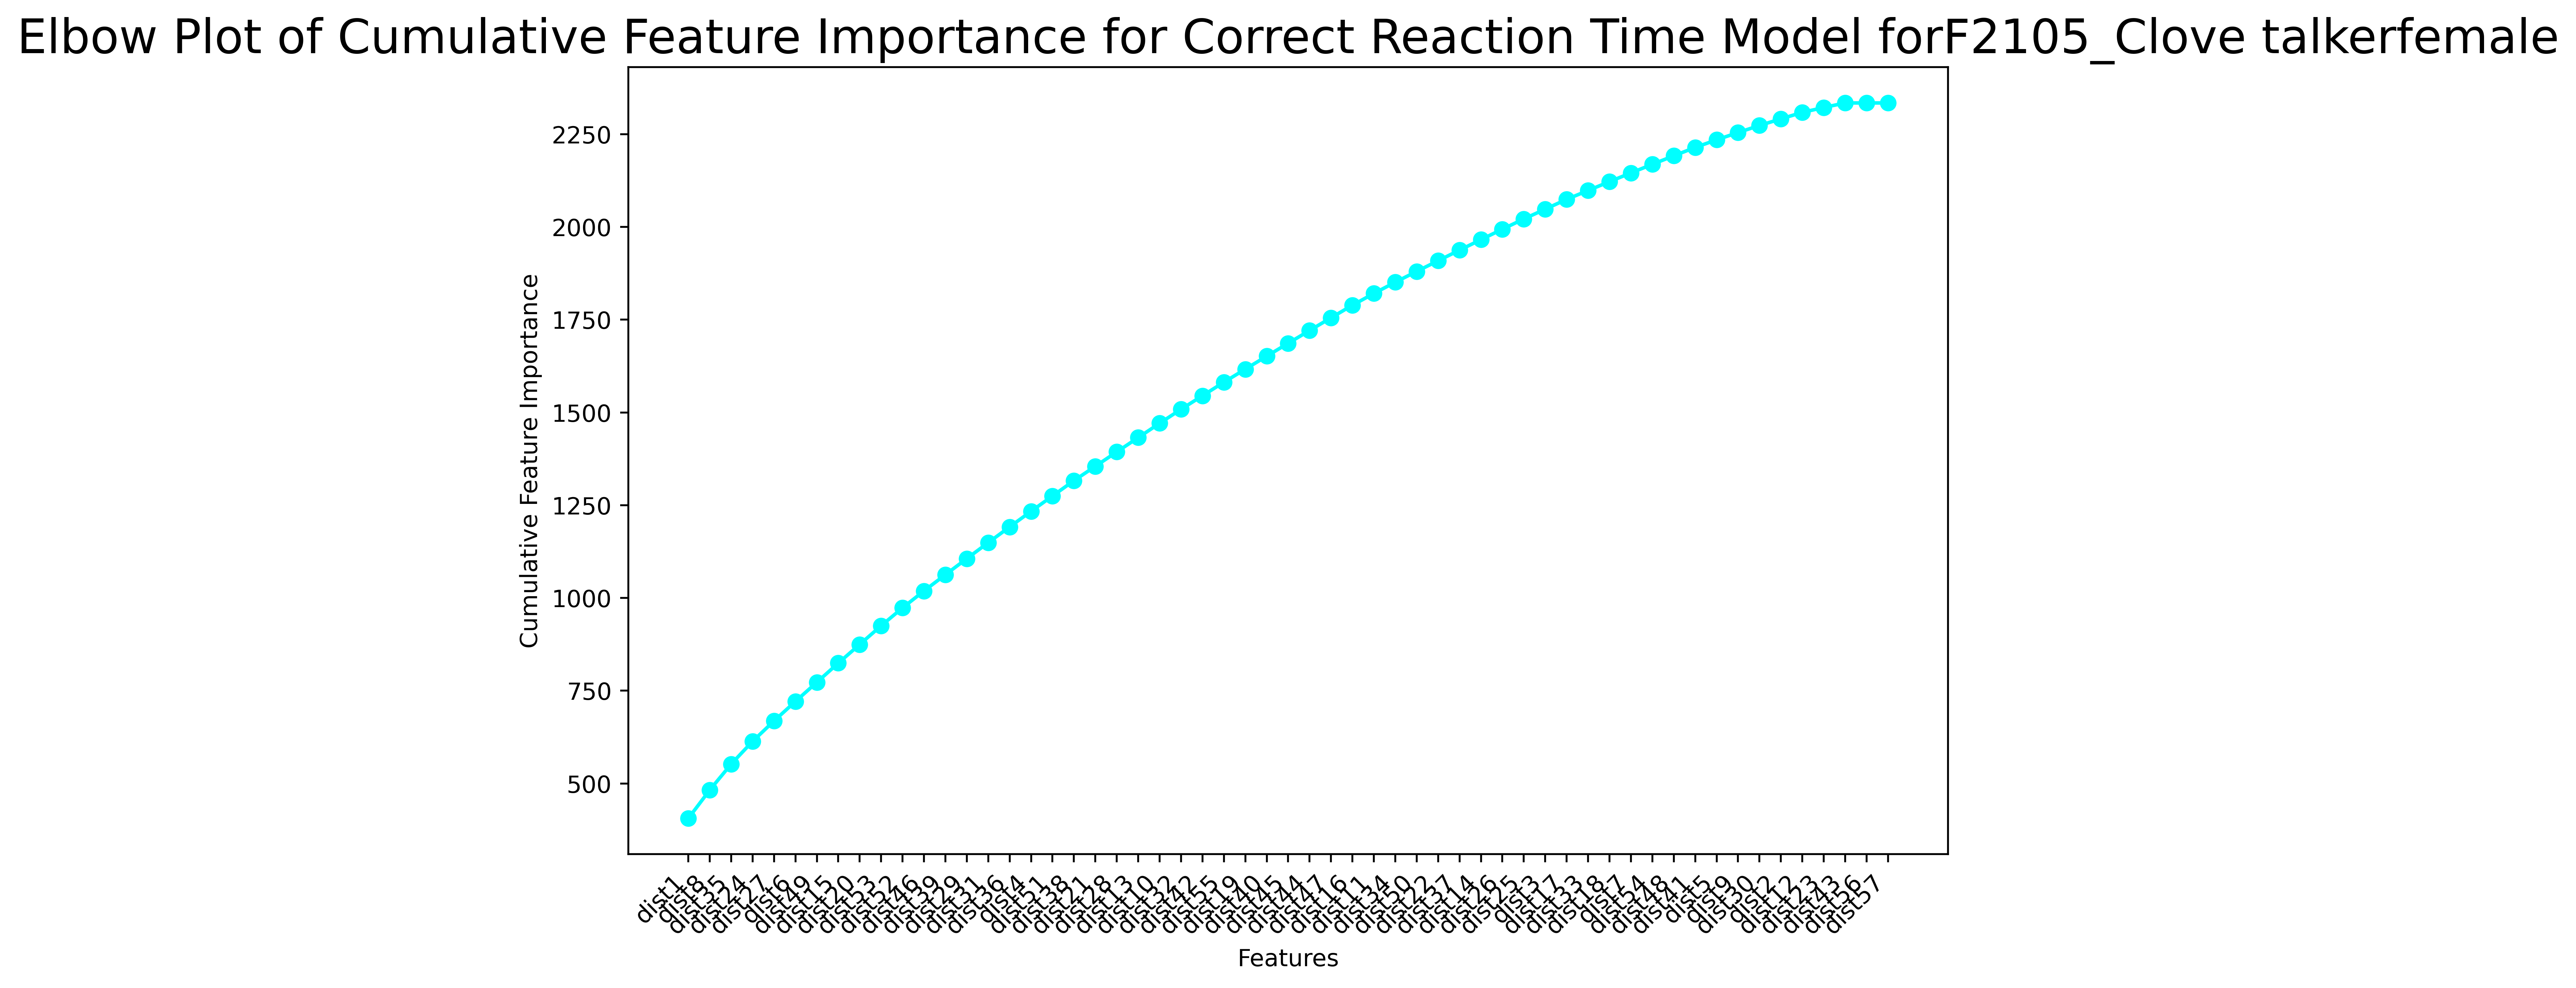 Elbow Plot of Cumulative Feature Importance for Correct Reaction Time Model forF2105_Clove talkerfemale
Cumulative Feature Importance
2250
2000
1750
1500
1250
1000
750
500
dist1
dist8
dist35
dist24
dist27
dist6
dist49
dist15
dist20
dist53
dist52
dist46
dist39
dist29
dist31
dist36
dist4
dist51
dist38
dist21
dist28
dist13
dist10
dist32
dist42
dist55
dist19
dist40
dist45
dist44
dist47
dist16
dist11
dist34
dist50
dist22
dist37
dist14
dist26
dist25
dist3
dist17
dist33
dist18
dist7
dist54
dist48
dist41
dist5
dist9
dist30
dist2
dist12
dist23
dist43
dist56
dist57
Features